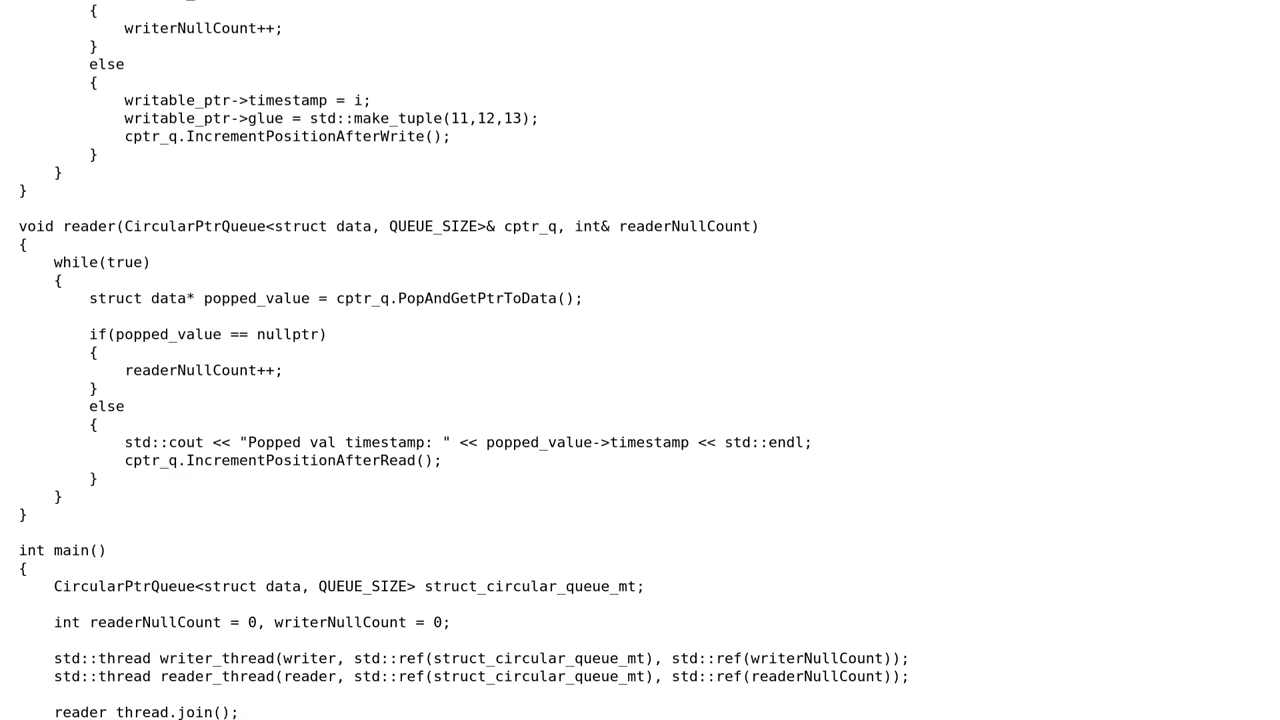 {
            writerNullCount++;
        }
        else
        {
            writable_ptr->timestamp = i;
            writable_ptr->glue = std::make_tuple(11,12,13);
            cptr_q.IncrementPositionAfterWrite();
        }
    }
}

void reader(CircularPtrQueue<struct data, QUEUE_SIZE>& cptr_q, int& readerNullCount)
{
    while(true)
    {
        struct data* popped_value = cptr_q.PopAndGetPtrToData();

        if(popped_value == nullptr)
        {
            readerNullCount++;
        }
        else
        {
            std::cout << "Popped val timestamp: " << popped_value->timestamp << std::endl;
            cptr_q.IncrementPositionAfterRead();
        }
    }
}

int main()
{
    CircularPtrQueue<struct data, QUEUE_SIZE> struct_circular_queue_mt;

    int readerNullCount = 0, writerNullCount = 0;

    std::thread writer_thread(writer, std::ref(struct_circular_queue_mt), std::ref(writerNullCount));
    std::thread reader_thread(reader, std::ref(struct_circular_queue_mt), std::ref(readerNullCount));

    reader_thread.join();